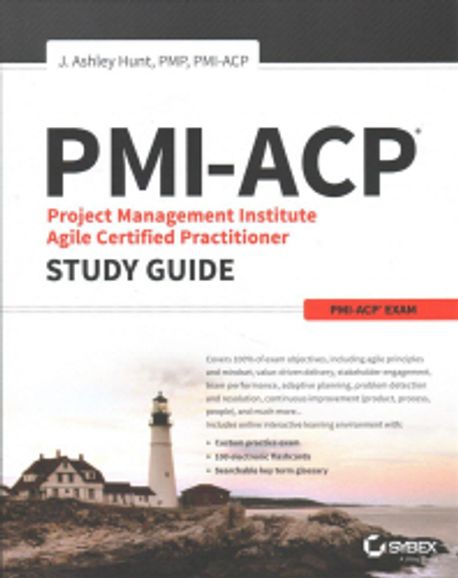 J. Ashley Hunt, PMP, PMI-ACP
PMI-ACP®
Project Management Institute
Agile Certified Practitioner
STUDY GUIDE
PMI-ACP® EXAM
Covers 100% of exam objectives, including agile principles
and mindset, value-driven delivery, stakeholder engagement,
team performance, adaptive planning, problem detection
and resolution, continuous improvement (product, process,
people), and much more...
Includes online interactive learning environment with:
• Custom practice exam
• 100 electronic flashcards
• Searchable key term glossary
SYBEX